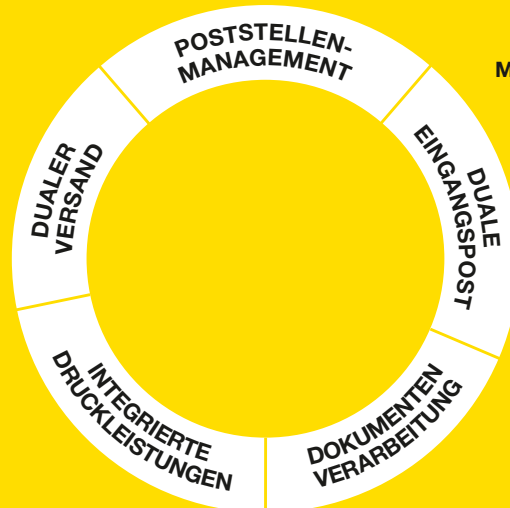 POSTSTELLEN-
MANAGEMENT
M
DUALE
EINGANGSPOST
DOKUMENTEN
VERARBEITUNG
INTEGRIERTE
DRUCKLEISTUNGEN
DUALER
VERSAND